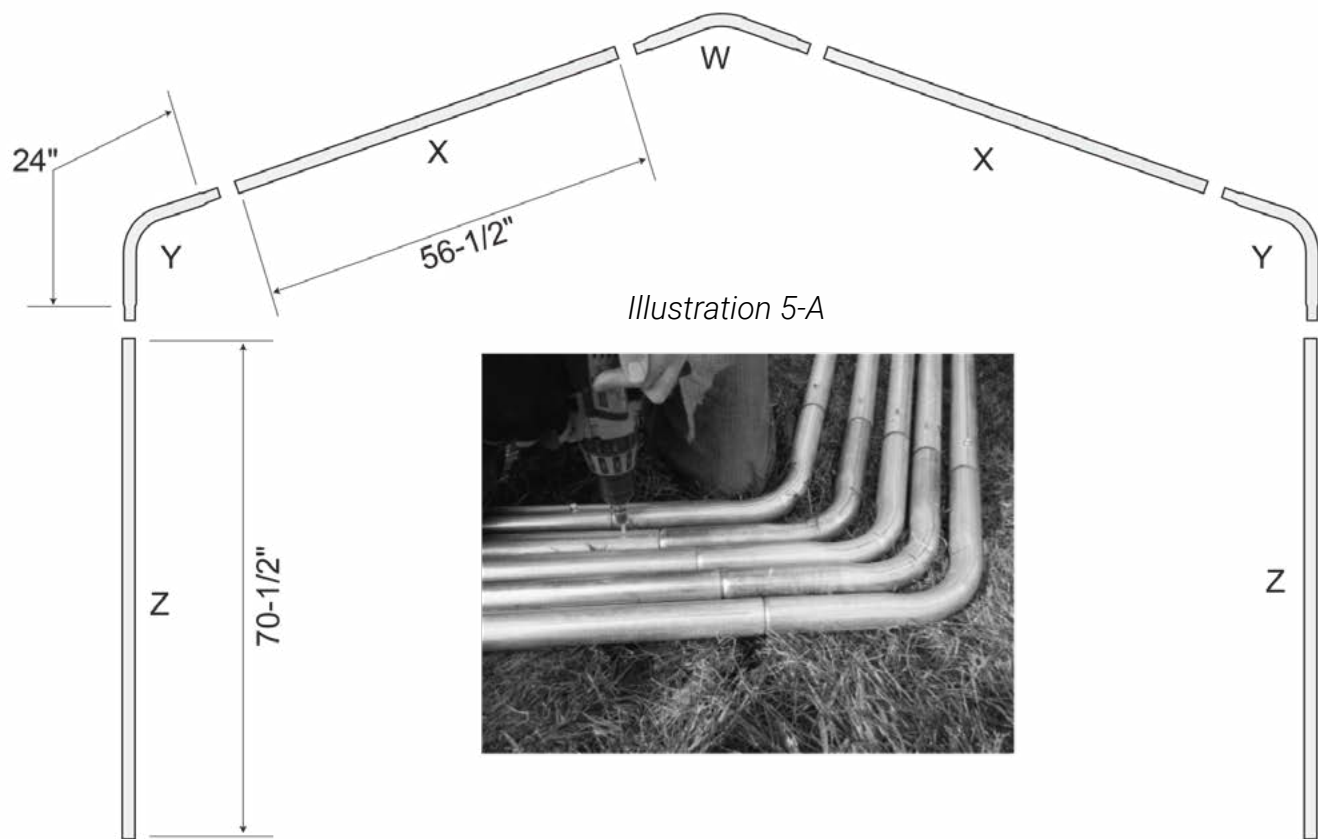 W
X
X
24"
Y
56-1/2"
Y
Illustration 5-A
Z
70-1/2"
Z